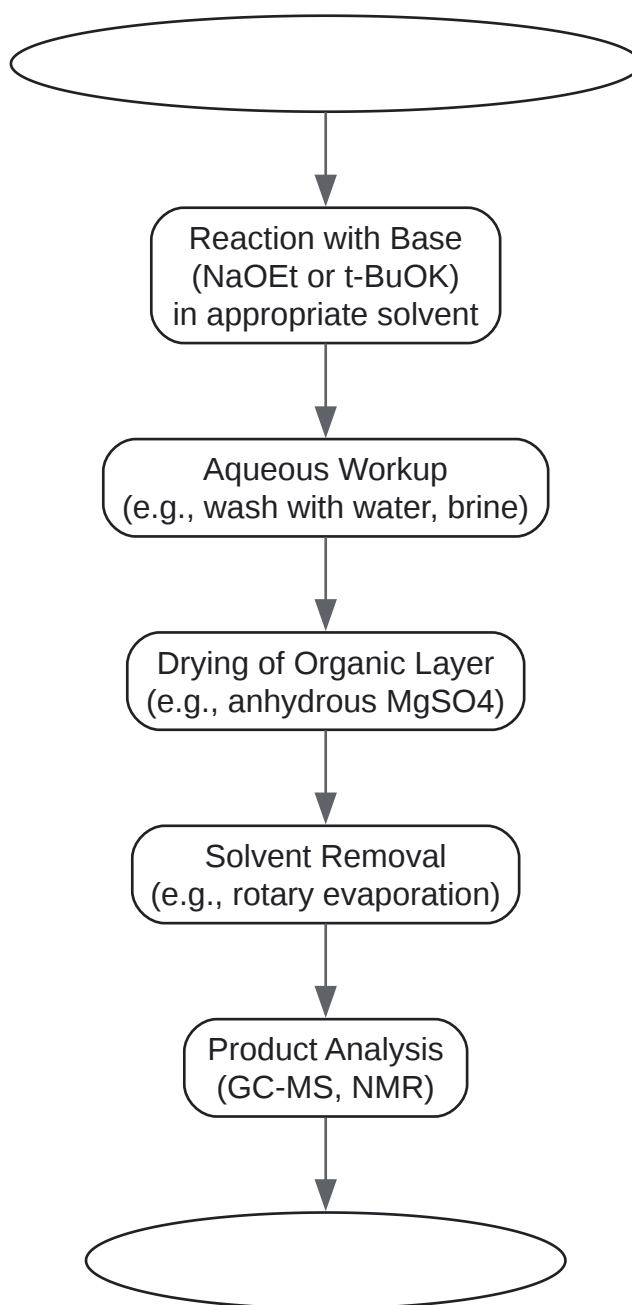 Reaction with Base
(NaOEt or t-BuOK)
in appropriate solvent
Aqueous Workup
(e.g., wash with water, brine)
Drying of Organic Layer
(e.g., anhydrous MgSO4)
Solvent Removal
(e.g., rotary evaporation)
Product Analysis
(GC-MS, NMR)